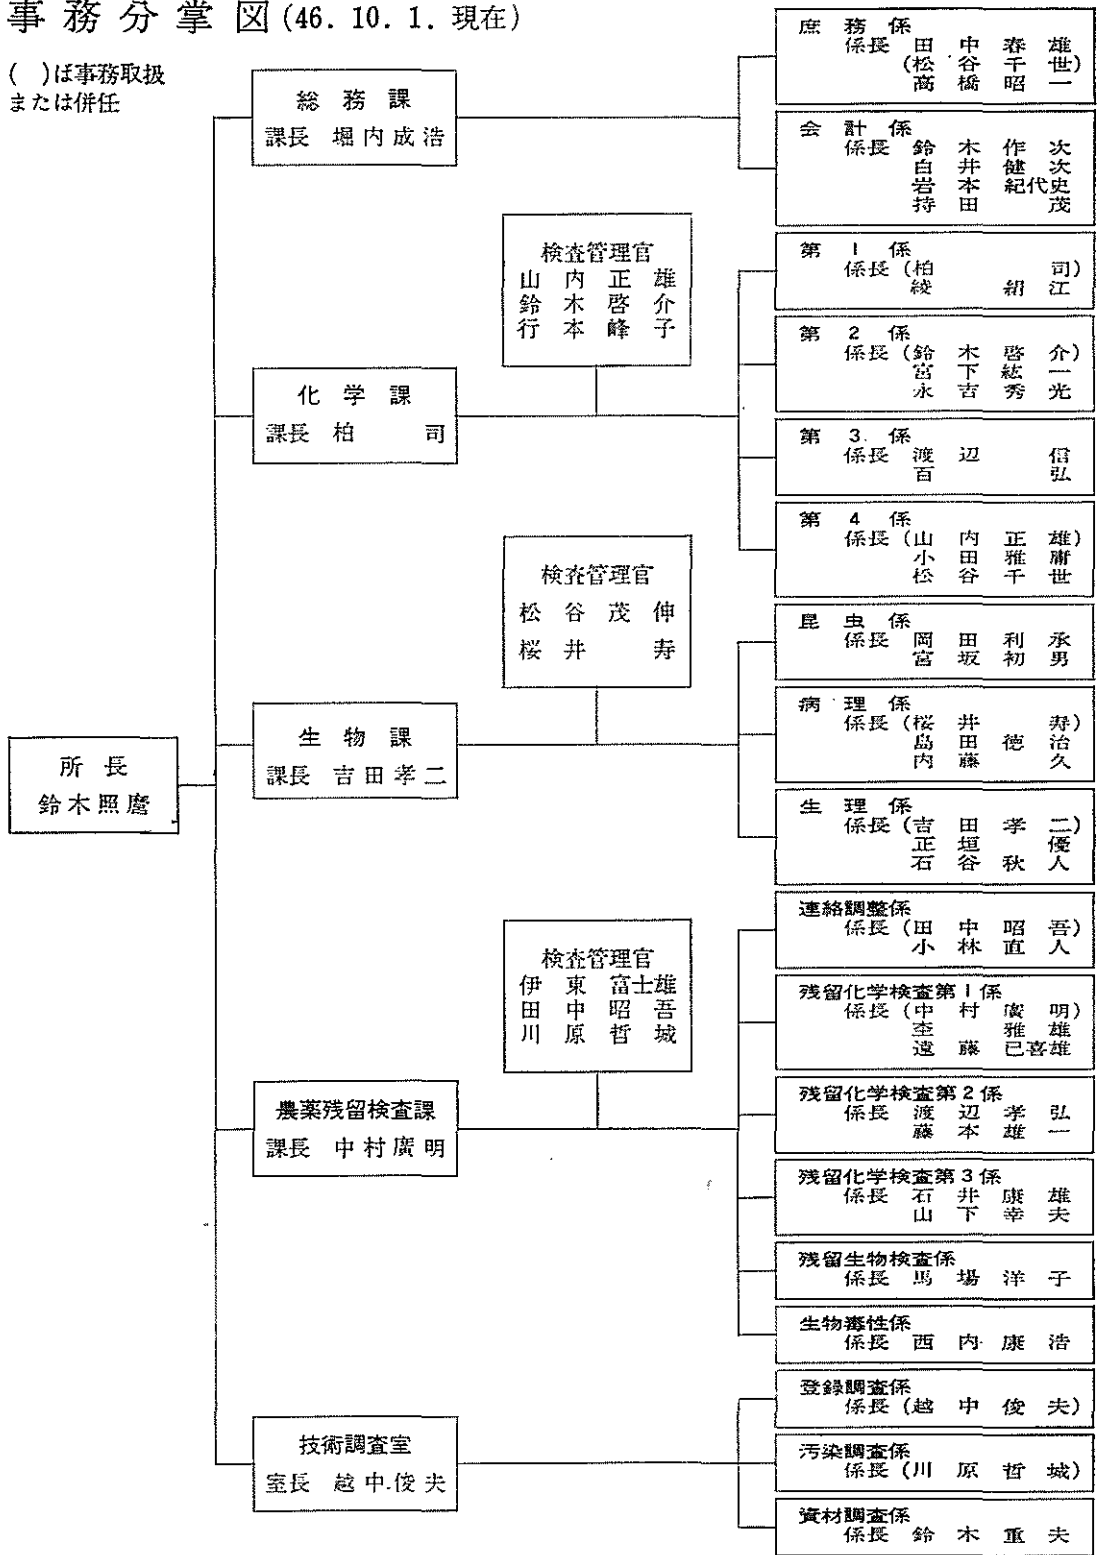 事務分掌図(46. 10. 1. 現在)
( )は事務取扱
または併任
所長
鈴木照麿
総務課
課長 堀内成浩
庶務係
係長 田中春雄
(松谷千世)
高橋昭一
会計係
係長 鈴木作次
白井健次
岩本紀代史
持田茂
化学課
課長 柏司
検査管理官
山内正雄
鈴木啓介
行本峰子
第1係
係長(柏司)
綾絹江
第2係
係長(鈴木啓介)
宮下紘一
永吉秀光
第3係
係長 渡辺信
百弘
第4係
係長(山内正雄)
小田雅庸
松谷千世
生物課
課長 吉田孝二
検査管理官
松谷茂伸
桜井寿
昆虫係
係長 岡田利承
宮坂初男
病理係
係長(桜井寿)
島田徳治
内藤久
生理係
係長(吉田孝二)
正垣優
石谷秋人
農薬残留検査課
課長 中村廣明
検査管理官
伊東富士雄
田中昭吾
川原哲城
連絡調整係
係長(田中昭吾)
小林直人
残留化学検査第1係
係長(中村廣明)
雅雄
遠藤巳喜雄
残留化学検査第2係
係長 渡辺孝弘
藤本雄一
残留化学検査第3係
係長 石井康雄
山下幸夫
残留生物検査係
係長 馬場洋子
生物毒性係
係長 西内康浩
技術調査室
室長 越中俊夫
登録調査係
係長(越中俊夫)
汚染調査係
係長(川原哲城)
資材調査係
係長 鈴木重夫